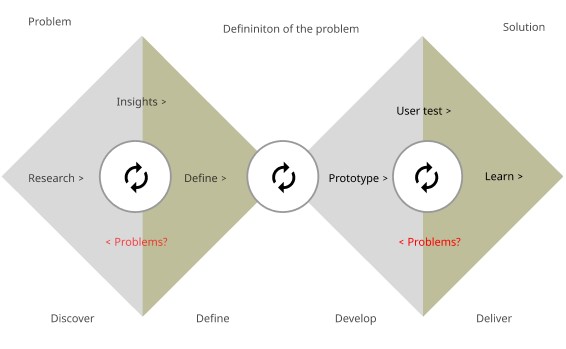 Problem
Defininiton of the problem
Solution
Insights >
User test >
Research >
Define >
Prototype >
Learn >
< Problems?
< Problems?
Discover
Define
Develop
Deliver